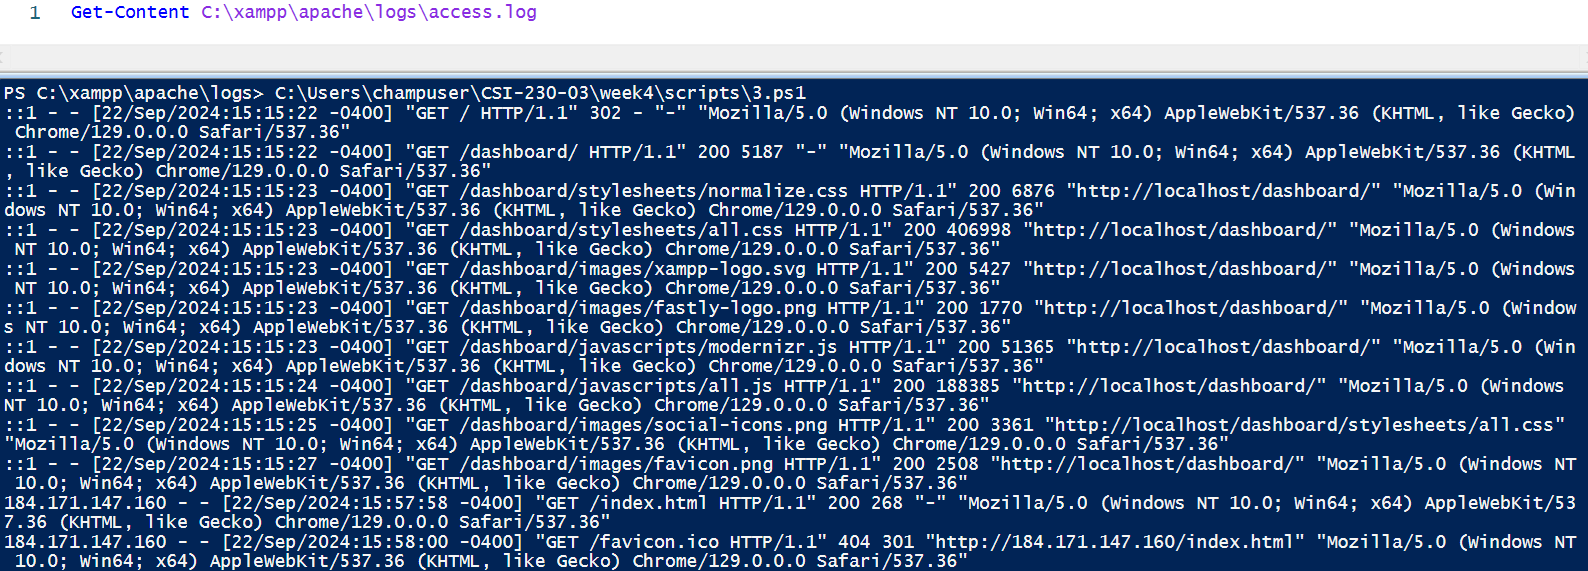 1 Get-Content C:\xampp\apache\logs\access.log
PS C:\xampp\apache\logs> C:\Users\champuser\CSI-230-03\week4\scripts\3.ps1
::1 - - [22/Sep/2024:15:15:22 -0400] "GET / HTTP/1.1" 302 - "-" "Mozilla/5.0 (Windows NT 10.0; Win64; x64) AppleWebKit/537.36 (KHTML, like Gecko)
 Chrome/129.0.0.0 Safari/537.36"
::1 - - [22/Sep/2024:15:15:22 -0400] "GET /dashboard/ HTTP/1.1" 200 5187 "-" "Mozilla/5.0 (Windows NT 10.0; Win64; x64) AppleWebKit/537.36 (KHTML
, like Gecko) Chrome/129.0.0.0 Safari/537.36"
::1 - - [22/Sep/2024:15:15:23 -0400] "GET /dashboard/stylesheets/normalize.css HTTP/1.1" 200 6876 "http://localhost/dashboard/" "Mozilla/5.0 (Win
dows NT 10.0; Win64; x64) AppleWebKit/537.36 (KHTML, like Gecko) Chrome/129.0.0.0 Safari/537.36"
::1 - - [22/Sep/2024:15:15:23 -0400] "GET /dashboard/stylesheets/all.css HTTP/1.1" 200 406998 "http://localhost/dashboard/" "Mozilla/5.0 (Windows
 NT 10.0; Win64; x64) AppleWebKit/537.36 (KHTML, like Gecko) Chrome/129.0.0.0 Safari/537.36"
::1 - - [22/Sep/2024:15:15:23 -0400] "GET /dashboard/images/xampp-logo.svg HTTP/1.1" 200 5427 "http://localhost/dashboard/" "Mozilla/5.0 (Windows
 NT 10.0; Win64; x64) AppleWebKit/537.36 (KHTML, like Gecko) Chrome/129.0.0.0 Safari/537.36"
::1 - - [22/Sep/2024:15:15:23 -0400] "GET /dashboard/images/fastly-logo.png HTTP/1.1" 200 1770 "http://localhost/dashboard/" "Mozilla/5.0 (Window
s NT 10.0; Win64; x64) AppleWebKit/537.36 (KHTML, like Gecko) Chrome/129.0.0.0 Safari/537.36"
::1 - - [22/Sep/2024:15:15:23 -0400] "GET /dashboard/javascripts/modernizr.js HTTP/1.1" 200 51365 "http://localhost/dashboard/" "Mozilla/5.0 (Win
dows NT 10.0; Win64; x64) AppleWebKit/537.36 (KHTML, like Gecko) Chrome/129.0.0.0 Safari/537.36"
::1 - - [22/Sep/2024:15:15:24 -0400] "GET /dashboard/javascripts/all.js HTTP/1.1" 200 188385 "http://localhost/dashboard/" "Mozilla/5.0 (Windows
NT 10.0; Win64; x64) AppleWebKit/537.36 (KHTML, like Gecko) Chrome/129.0.0.0 Safari/537.36"
::1 - - [22/Sep/2024:15:15:25 -0400] "GET /dashboard/images/social-icons.png HTTP/1.1" 200 3361 "http://localhost/dashboard/stylesheets/all.css"
"Mozilla/5.0 (Windows NT 10.0; Win64; x64) AppleWebKit/537.36 (KHTML, like Gecko) Chrome/129.0.0.0 Safari/537.36"
::1 - - [22/Sep/2024:15:15:27 -0400] "GET /dashboard/images/favicon.png HTTP/1.1" 200 2508 "http://localhost/dashboard/" "Mozilla/5.0 (Windows NT
 10.0; Win64; x64) AppleWebKit/537.36 (KHTML, like Gecko) Chrome/129.0.0.0 Safari/537.36"
184.171.147.160 - - [22/Sep/2024:15:57:58 -0400] "GET /index.html HTTP/1.1" 200 268 "-" "Mozilla/5.0 (Windows NT 10.0; Win64; x64) AppleWebKit/53
7.36 (KHTML, like Gecko) Chrome/129.0.0.0 Safari/537.36"
184.171.147.160 - - [22/Sep/2024:15:58:00 -0400] "GET /favicon.ico HTTP/1.1" 404 301 "http://184.171.147.160/index.html" "Mozilla/5.0 (Windows NT
 10.0; Win64; x64) AppleWebKit/537.36 (KHTML, like Gecko) Chrome/129.0.0.0 Safari/537.36"